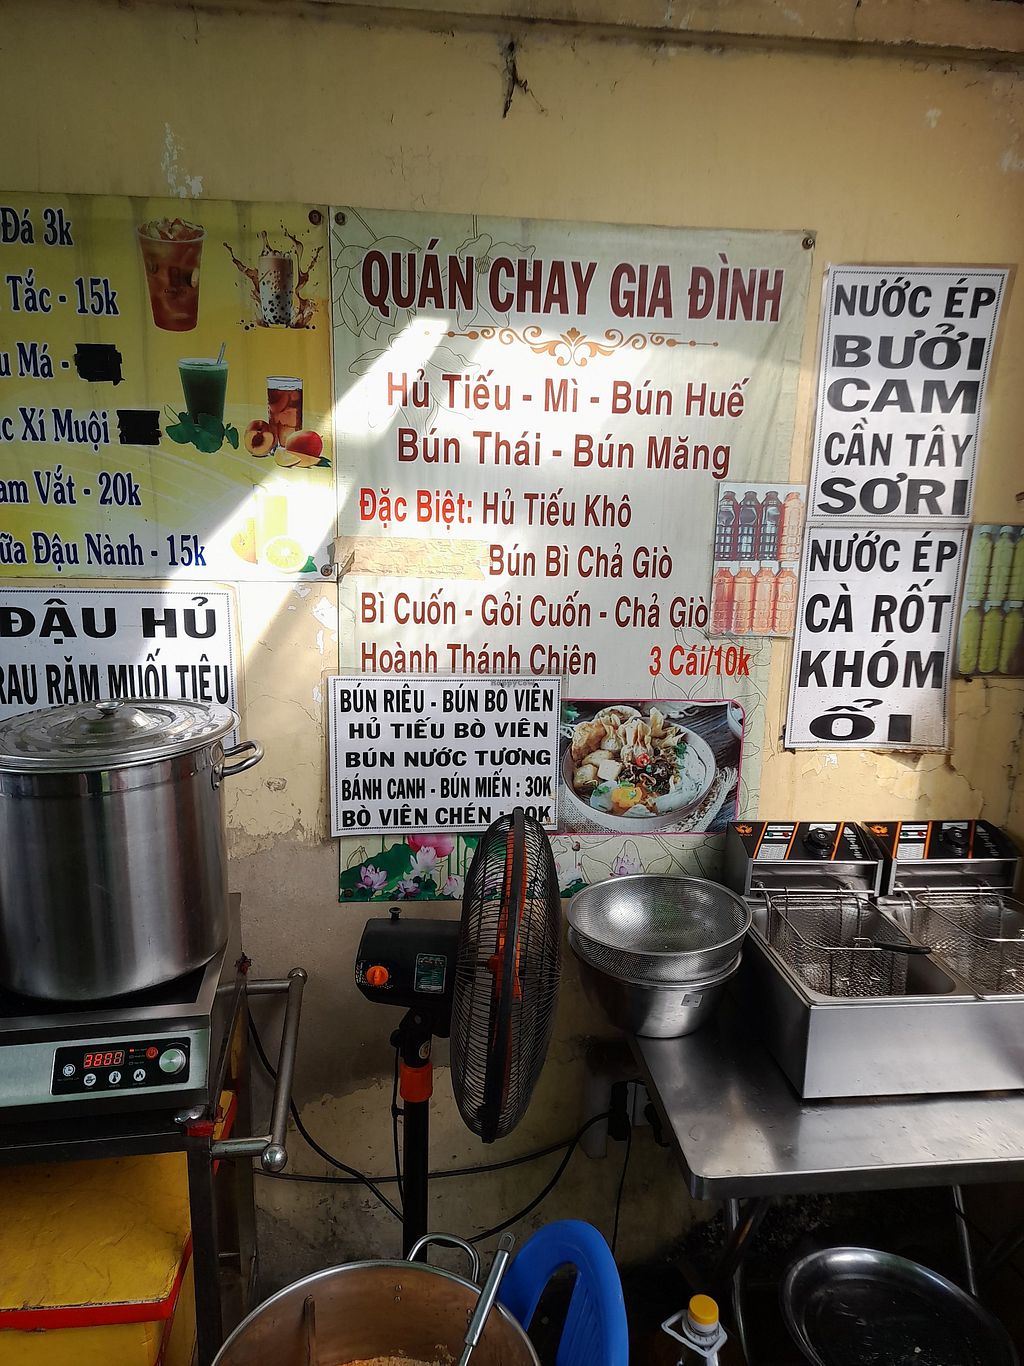 Đá 3k
Tắc - 15k
Má -
Xí Muội
Vắt - 20k
Đậu Nành - 15k
ĐẬU HỦ
RAU RĂM MUỐI TIÊU
QUÁN CHAY GIA ĐÌNH
Hủ Tiếu - Mì - Bún Huế
Bún Thái - Bún Măng
Đặc Biệt: Hủ Tiếu Khô
Bún Bì Chả Giò
Bì Cuốn - Gỏi Cuốn - Chả Giò
Hoành Thánh Chiên 3 Cái/10k
HappyCow
BÚN RIÊU - BÚN BÒ VIÊN
HỦ TIẾU BÒ VIÊN
BÚN NƯỚC TƯƠNG
BÁNH CANH - BÚN MIẾN : 30K
BÒ VIÊN CHÉN :
NƯỚC ÉP
BƯỞI
CAM
CẦN TÂY
SƠRI
NƯỚC ÉP
CÀ RỐT
KHÓM
ỔI